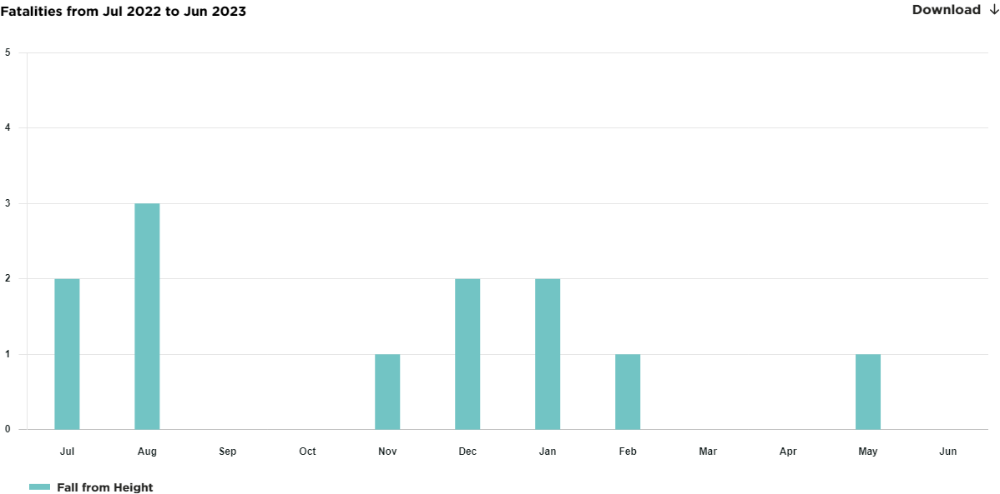 Fatalities from Jul 2022 to Jun 2023
Download ↓
5
4
3
2
1
0
Jul Aug Sep Oct Nov Dec Jan Feb Mar Apr May Jun
Fall from Height